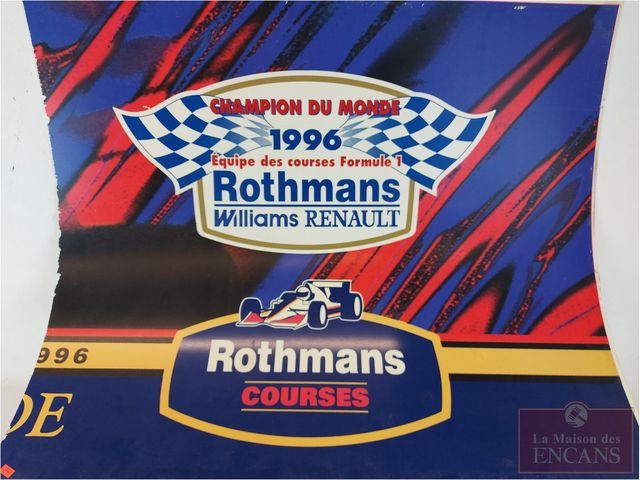 CHAMPION DU MONDE
1996
Équipe des courses Formule 1
Rothmans
Williams RENAULT
Rothmans
COURSES
1996
DE
La Maison des
ENCANS